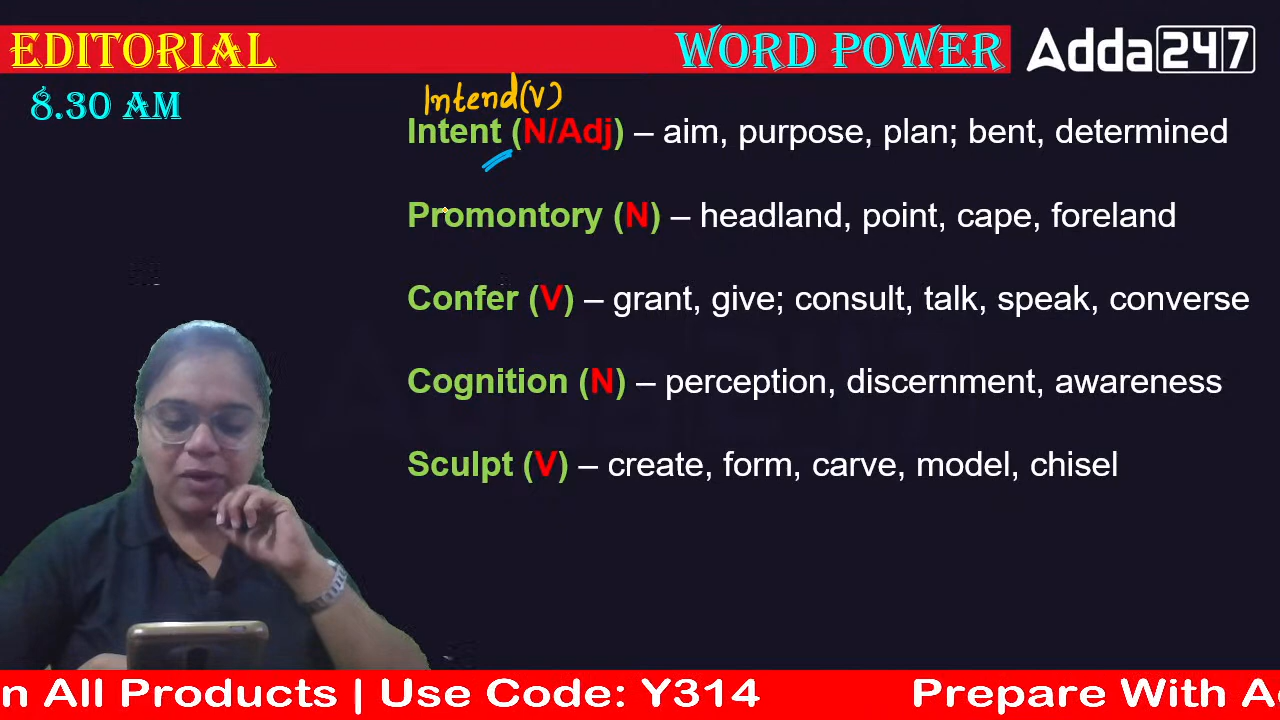 EDITORIAL
WORD POWER
Adda247
8.30 AM
Intend(V)
Intent (N/Adj) – aim, purpose, plan; bent, determined
Promontory (N) – headland, point, cape, foreland
Confer (V) – grant, give; consult, talk, speak, converse
Cognition (N) – perception, discernment, awareness
Sculpt (V) – create, form, carve, model, chisel
n All Products | Use Code: Y314
Prepare With A